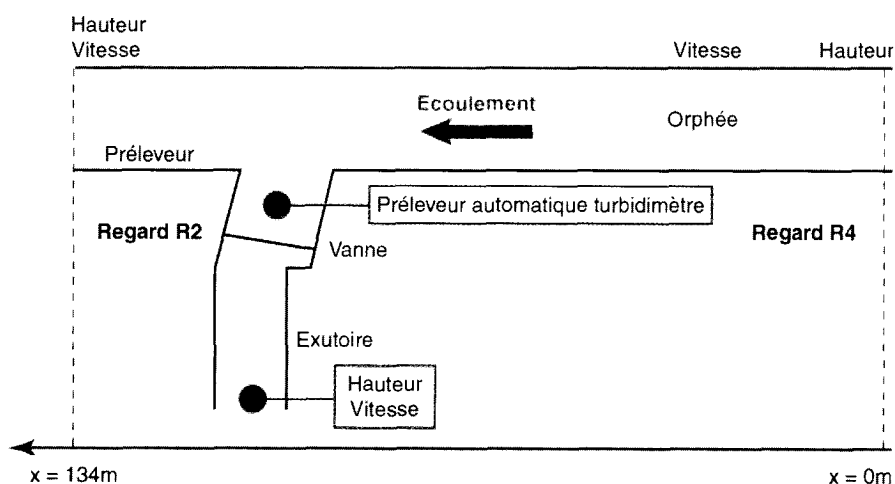 Hauteur
Vitesse
Vitesse
Hauteur
Ecoulement
Orphée
Préleveur
Préleveur automatique turbidimètre
Regard R2
Regard R4
Vanne
Exutoire
Hauteur
Vitesse
x = 134m
x = 0m